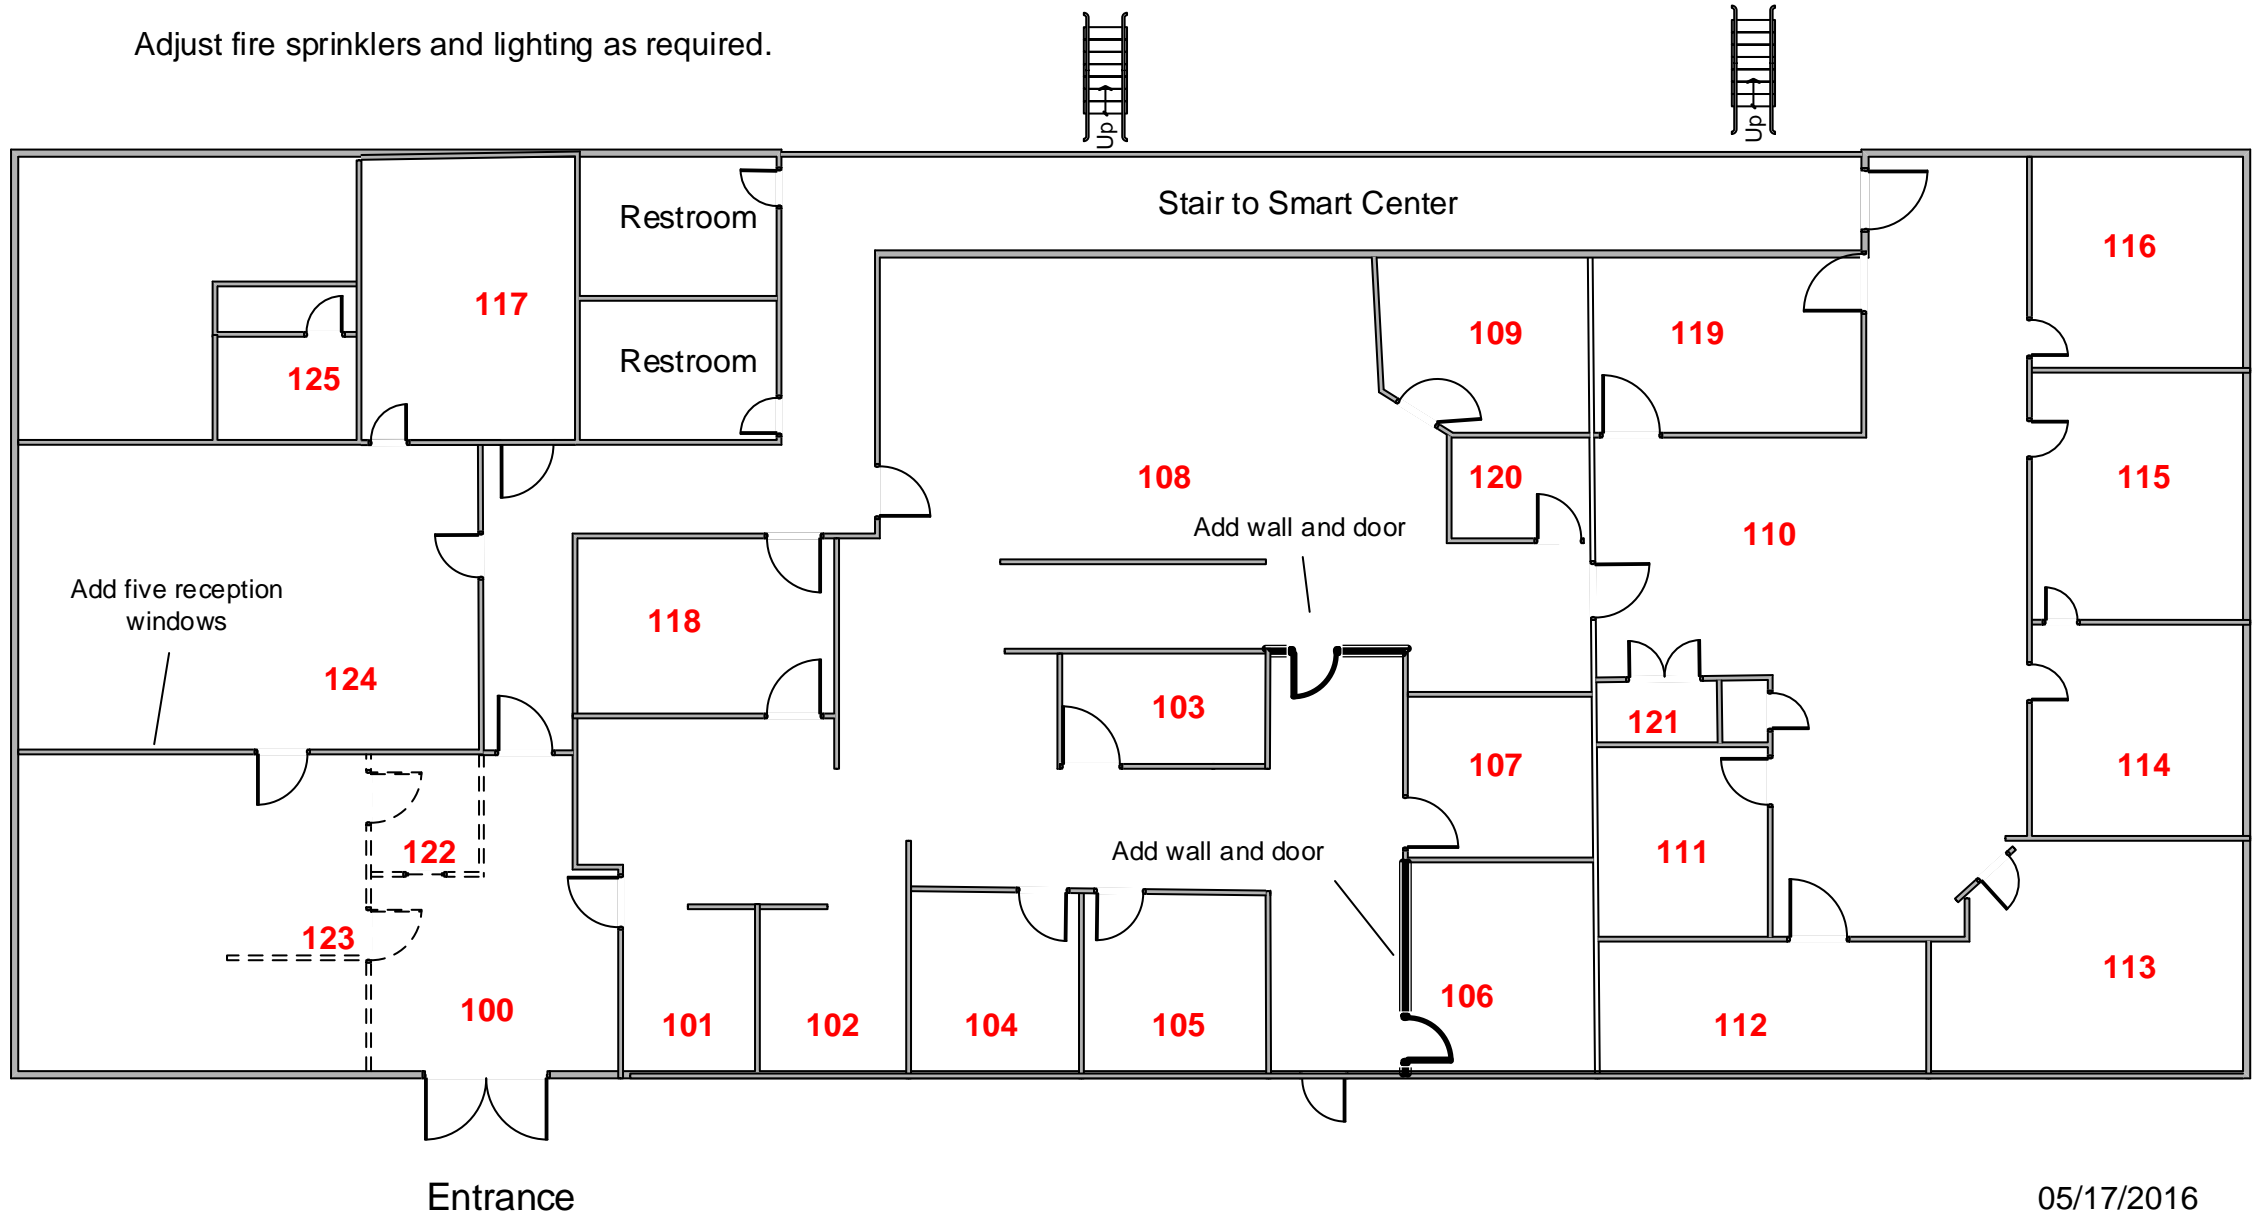 Adjust fire sprinklers and lighting as required.
Up
Up
Stair to Smart Center
Restroom
116
117
109
119
Restroom
125
108
120
115
Add wall and door
110
Add five reception
windows
118
124
103
121
107
114
122
Add wall and door
111
123
113
100
106
101
102
104
105
112
Entrance
05/17/2016